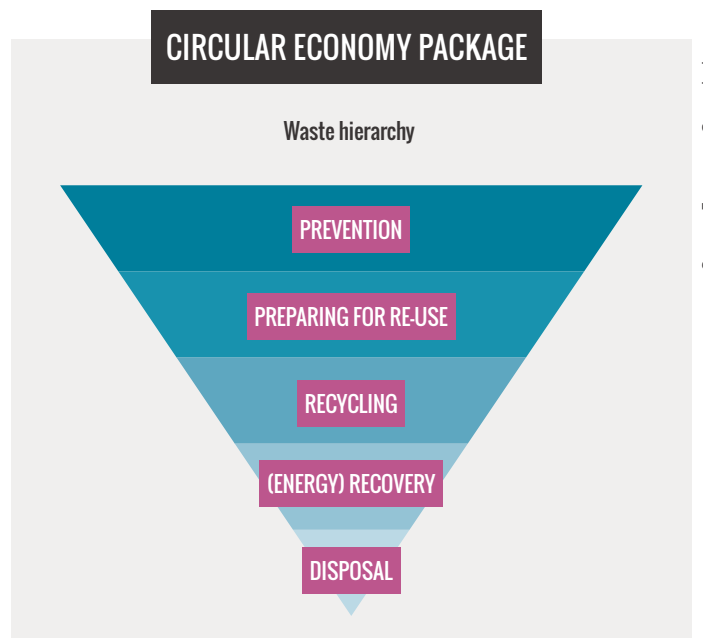 CIRCULAR ECONOMY PACKAGE
Waste hierarchy
PREVENTION
PREPARING FOR RE-USE
RECYCLING
(ENERGY) RECOVERY
DISPOSAL